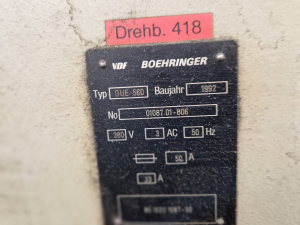 Drehb. 418
VDF BOEHRINGER
Typ DUE-560 Baujahr 1992
No 01087.01-806
380 V 3 AC 50 Hz
50 A
A